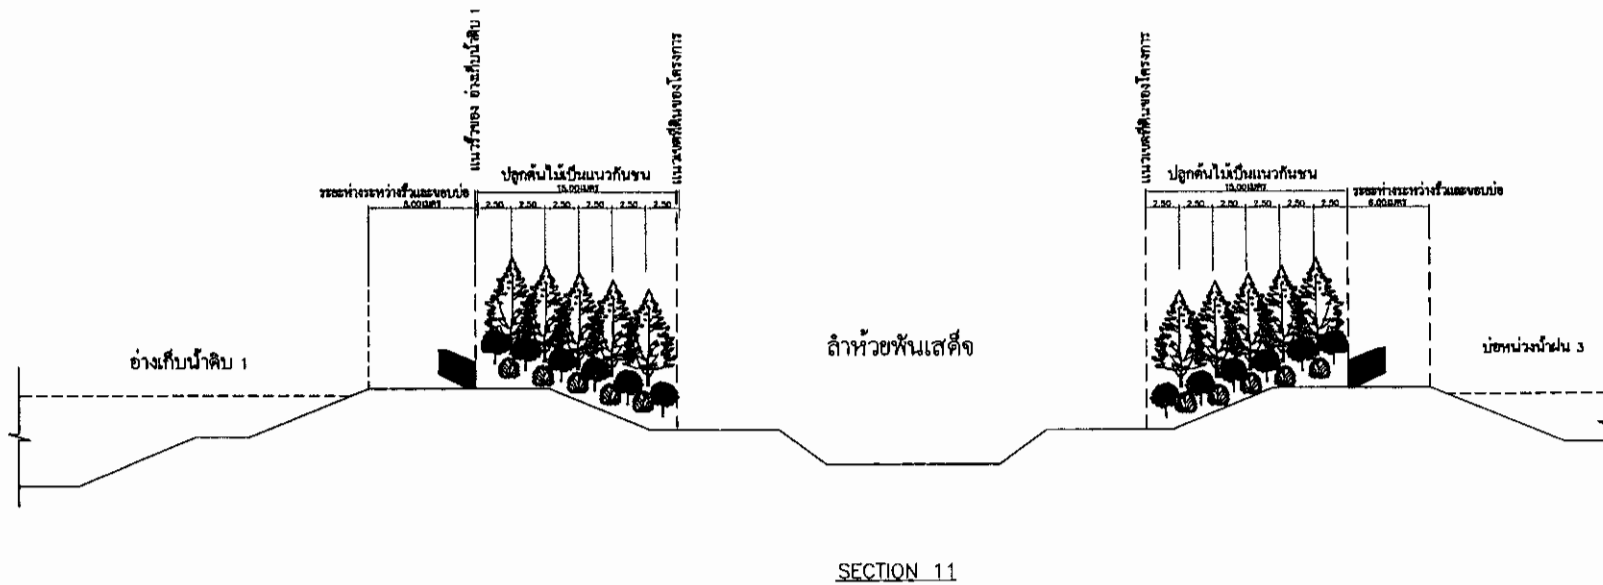 แนวรั้วของ อ่างเก็บน้ำดิบ 1
แนวเขตที่ดินของโครงการ
แนวเขตที่ดินของโครงการ
ปลูกต้นไม้เป็นแนวกันชน
15.00เมตร
ระยะห่างระหว่างรั้วและขอบบ่อ
8.00เมตร
2.50 2.50 2.50 2.50 2.50 2.50
ปลูกต้นไม้เป็นแนวกันชน
15.00เมตร
ระยะห่างระหว่างรั้วและขอบบ่อ
6.00เมตร
2.50 2.50 2.50 2.50 2.50 2.50
อ่างเก็บน้ำดิบ 1
ลำห้วยพันเสด็จ
บ่อหน่วงน้ำฝน 3
SECTION 11